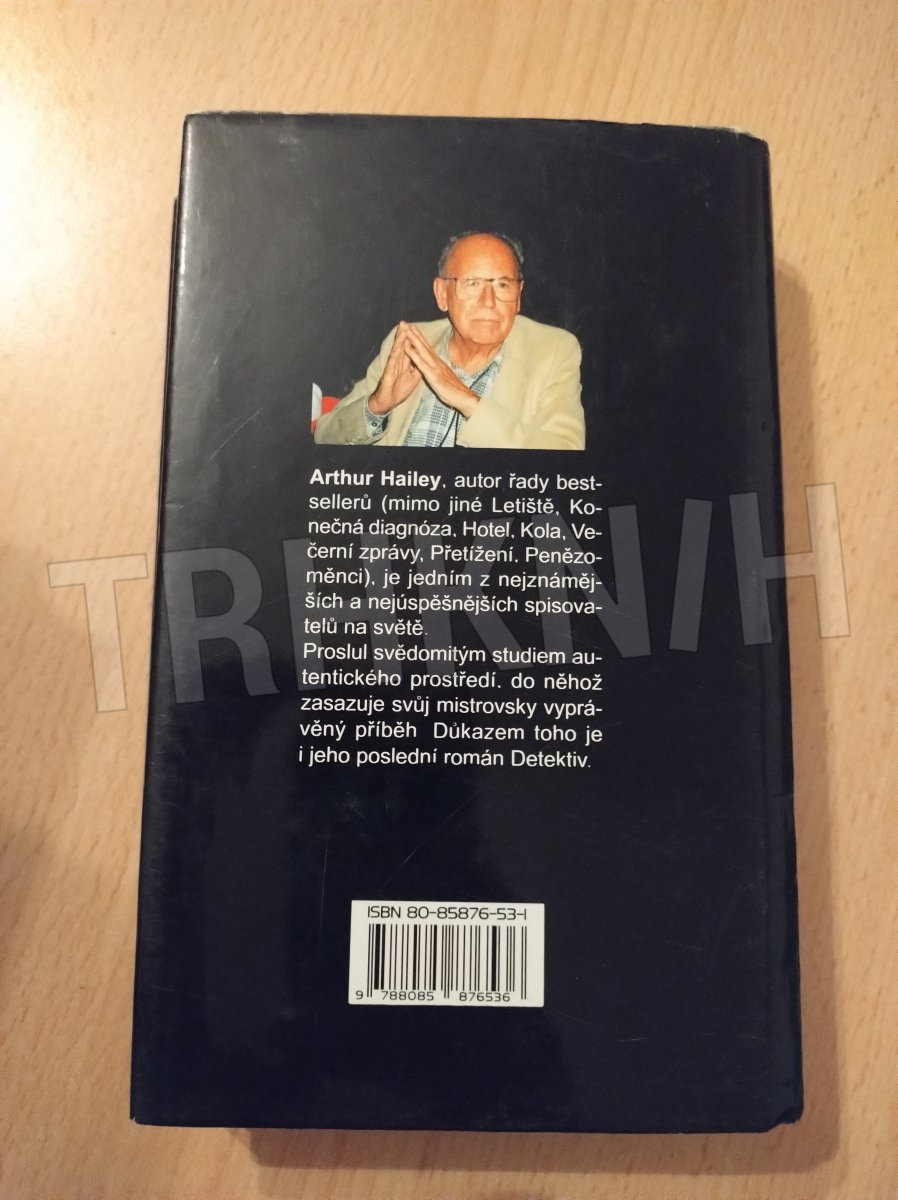 Arthur Hailey, autor řady best-
sellerů (mimo jiné Letiště, Ko-
nečná diagnóza, Hotel, Kola, Ve-
černí zprávy, Přetížení, Penězo-
měnci), je jedním z nejznáměj-
ších a nejúspěšnějších spisova-
telů na světě.
Proslul svědomitým studiem au-
tentického prostředí, do něhož
zasazuje svůj mistrovsky vyprá-
věný příběh Důkazem toho je
i jeho poslední román Detektiv.
TRHKNIH
ISBN 80-85876-53-1
9 788085 876536